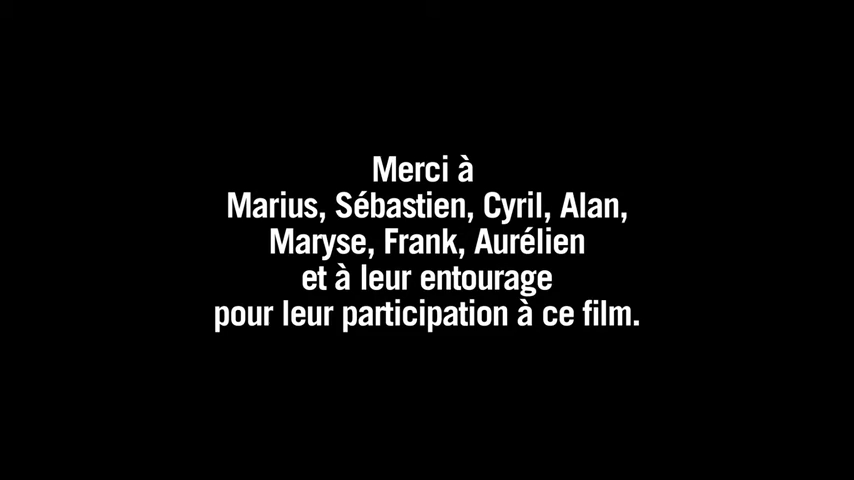 Merci à
Marius, Sébastien, Cyril, Alan,
Maryse, Frank, Aurélien
et à leur entourage
pour leur participation à ce film.